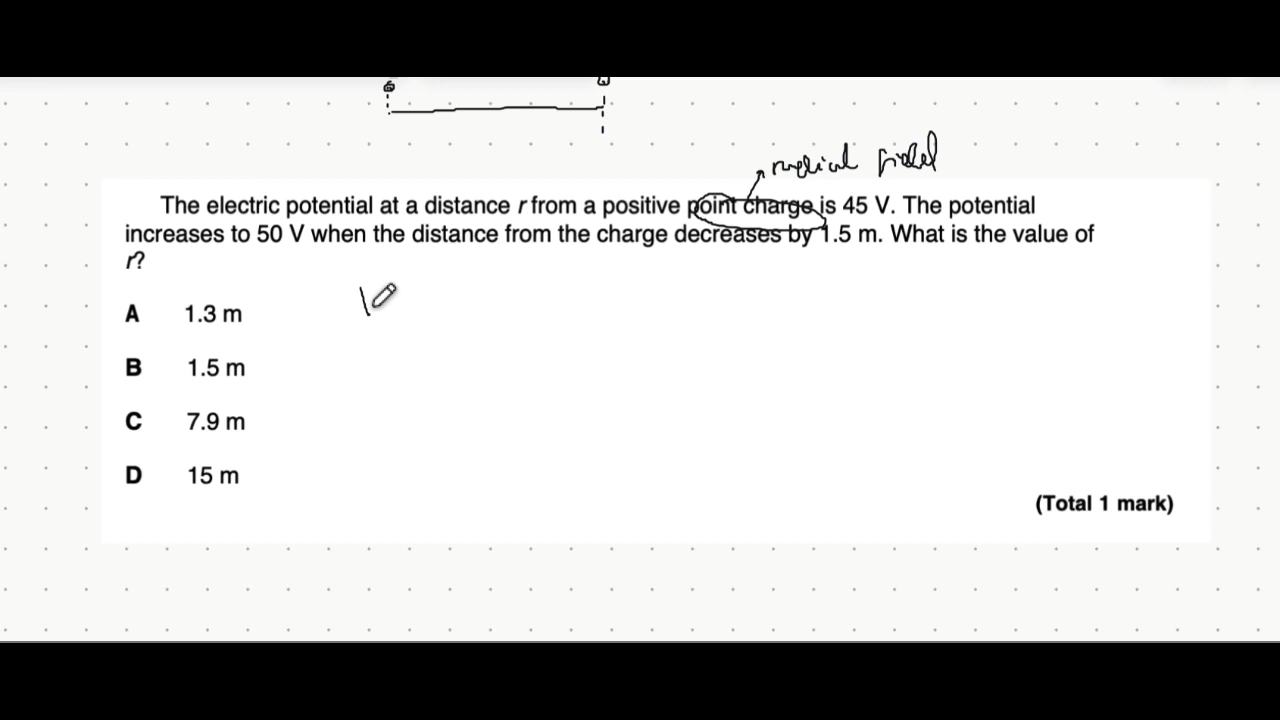 field
The electric potential at a distance r from a positive point charge is 45 V. The potential
increases to 50 V when the distance from the charge decreases by 1.5 m. What is the value of
r?
A 1.3 m
B 1.5 m
C 7.9 m
D 15 m
(Total 1 mark)